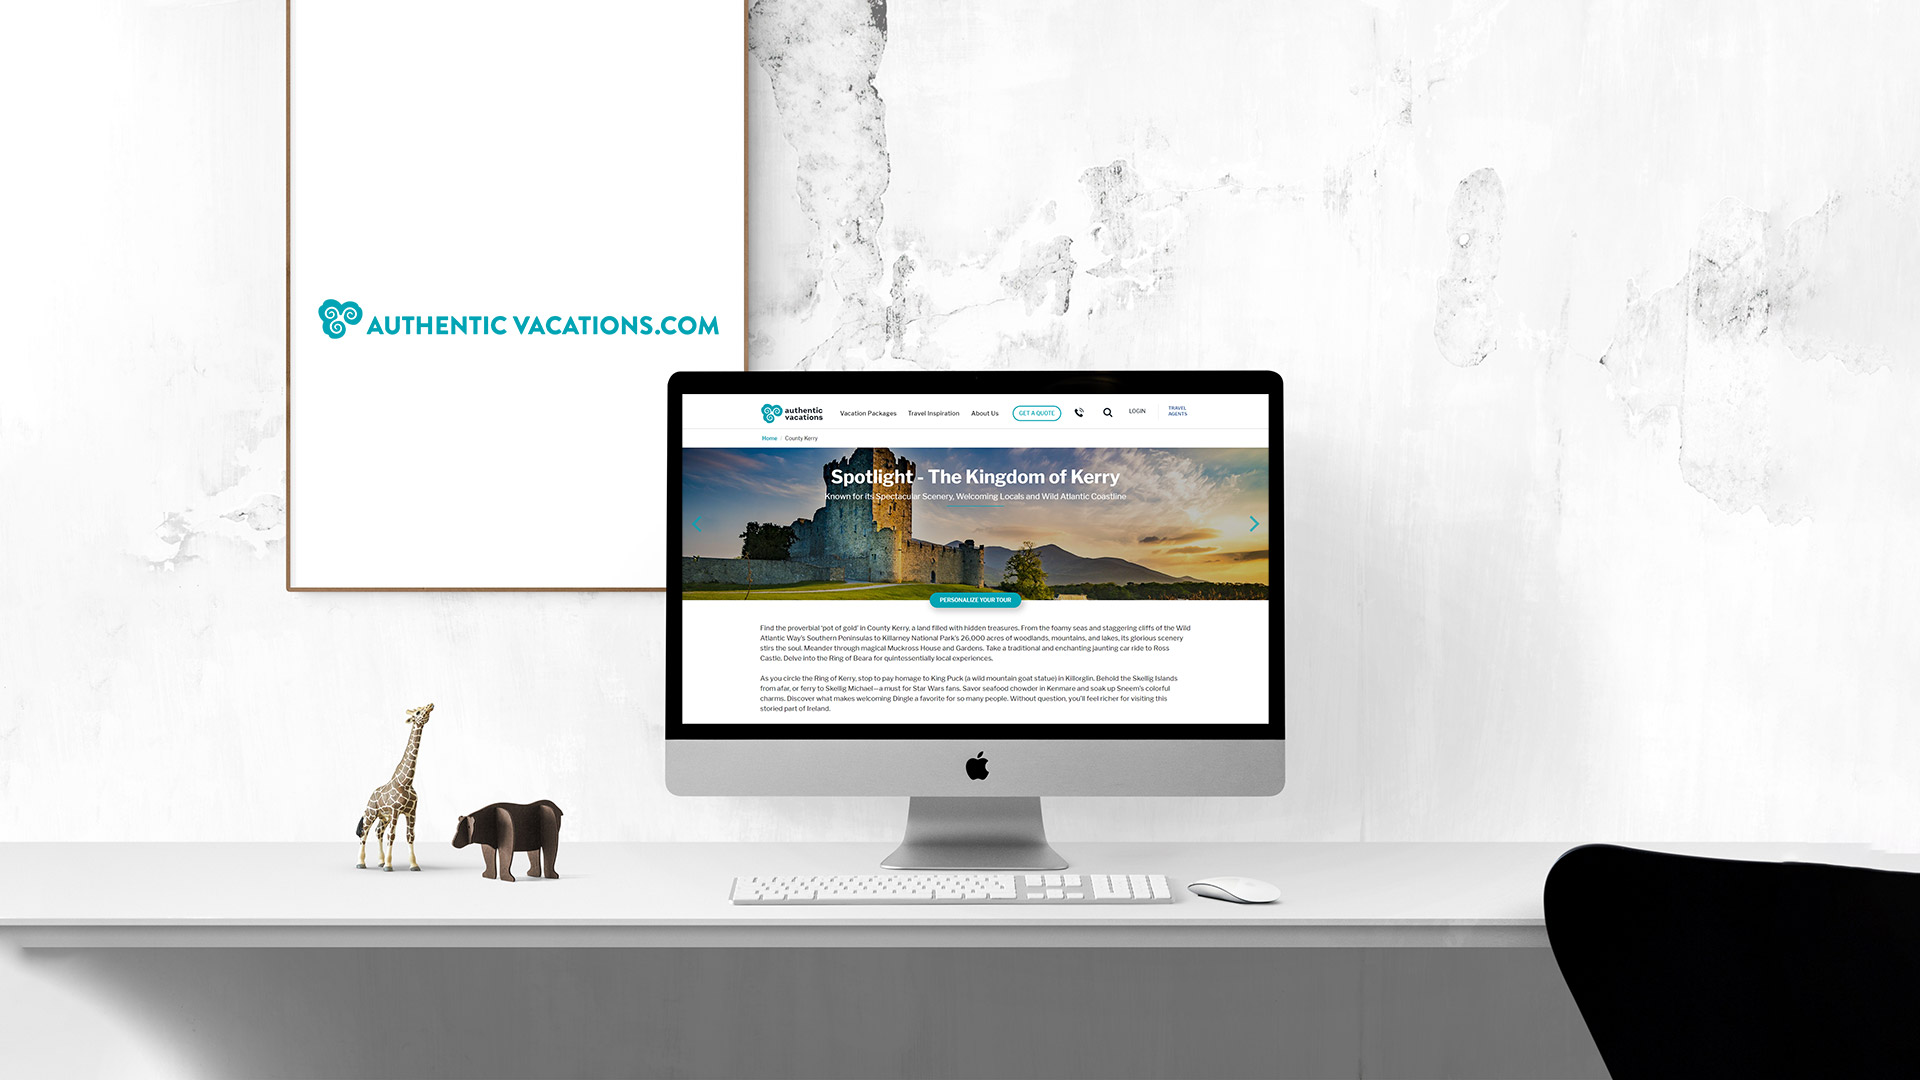 AUTHENTIC VACATIONS.COM
authentic
vacations
Vacation Packages
Travel Inspiration
About Us
GET A QUOTE
LOGIN
TRAVEL
AGENTS
Home / County Kerry
Spotlight - The Kingdom of Kerry
Known for its Spectacular Scenery, Welcoming Locals and Wild Atlantic Coastline
PERSONALIZE YOUR TOUR
Find the proverbial 'pot of gold' in County Kerry, a land filled with hidden treasures. From the foamy seas and staggering cliffs of the Wild
Atlantic Way's Southern Peninsulas to Killarney National Park's 26,000 acres of woodlands, mountains, and lakes, its glorious scenery
stirs the soul. Meander through magical Muckross House and Gardens. Take a traditional and enchanting jaunting car ride to Ross
Castle. Delve into the Ring of Beara for quintessentially local experiences.
As you circle the Ring of Kerry, stop to pay homage to King Puck (a wild mountain goat statue) in Killorglin. Behold the Skellig Islands
from afar, or ferry to Skellig Michael—a must for Star Wars fans. Savor seafood chowder in Kenmare and soak up Sneem's colorful
charms. Discover what makes welcoming Dingle a favorite for so many people. Without question, you'll feel richer for visiting this
storied part of Ireland.